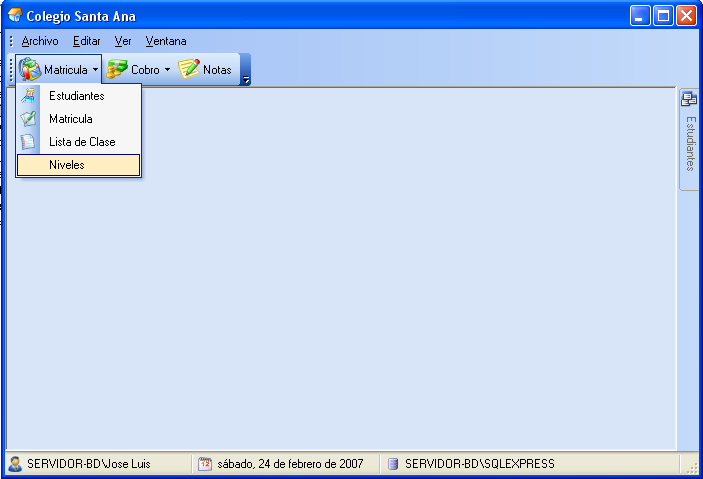 Colegio Santa Ana
Archivo Editar Ver Ventana
Matricula Cobro Notas
Estudiantes
Matricula
Lista de Clase
Niveles
Estudiantes
SERVIDOR-BD\Jose Luis sábado, 24 de febrero de 2007 SERVIDOR-BD\SQLEXPRESS